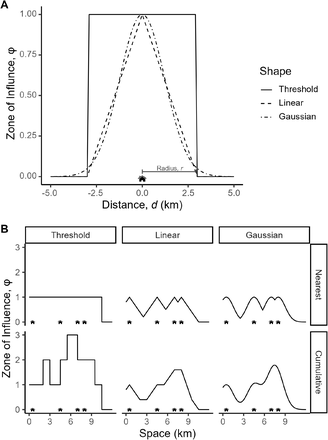 A
Zone of Influnce, φ
1.00
0.75
0.50
0.25
0.00
Radius, r
-5.0
-2.5
0.0
2.5
5.0
Distance, d (km)
Shape
Threshold
Linear
Gaussian
B
Threshold
Linear
Gaussian
Zone of Influence, φ
3
2
1
0
Nearest
3
2
1
0
Cumulative
0 3 6 9
0 3 6 9
0 3 6 9
Space (km)